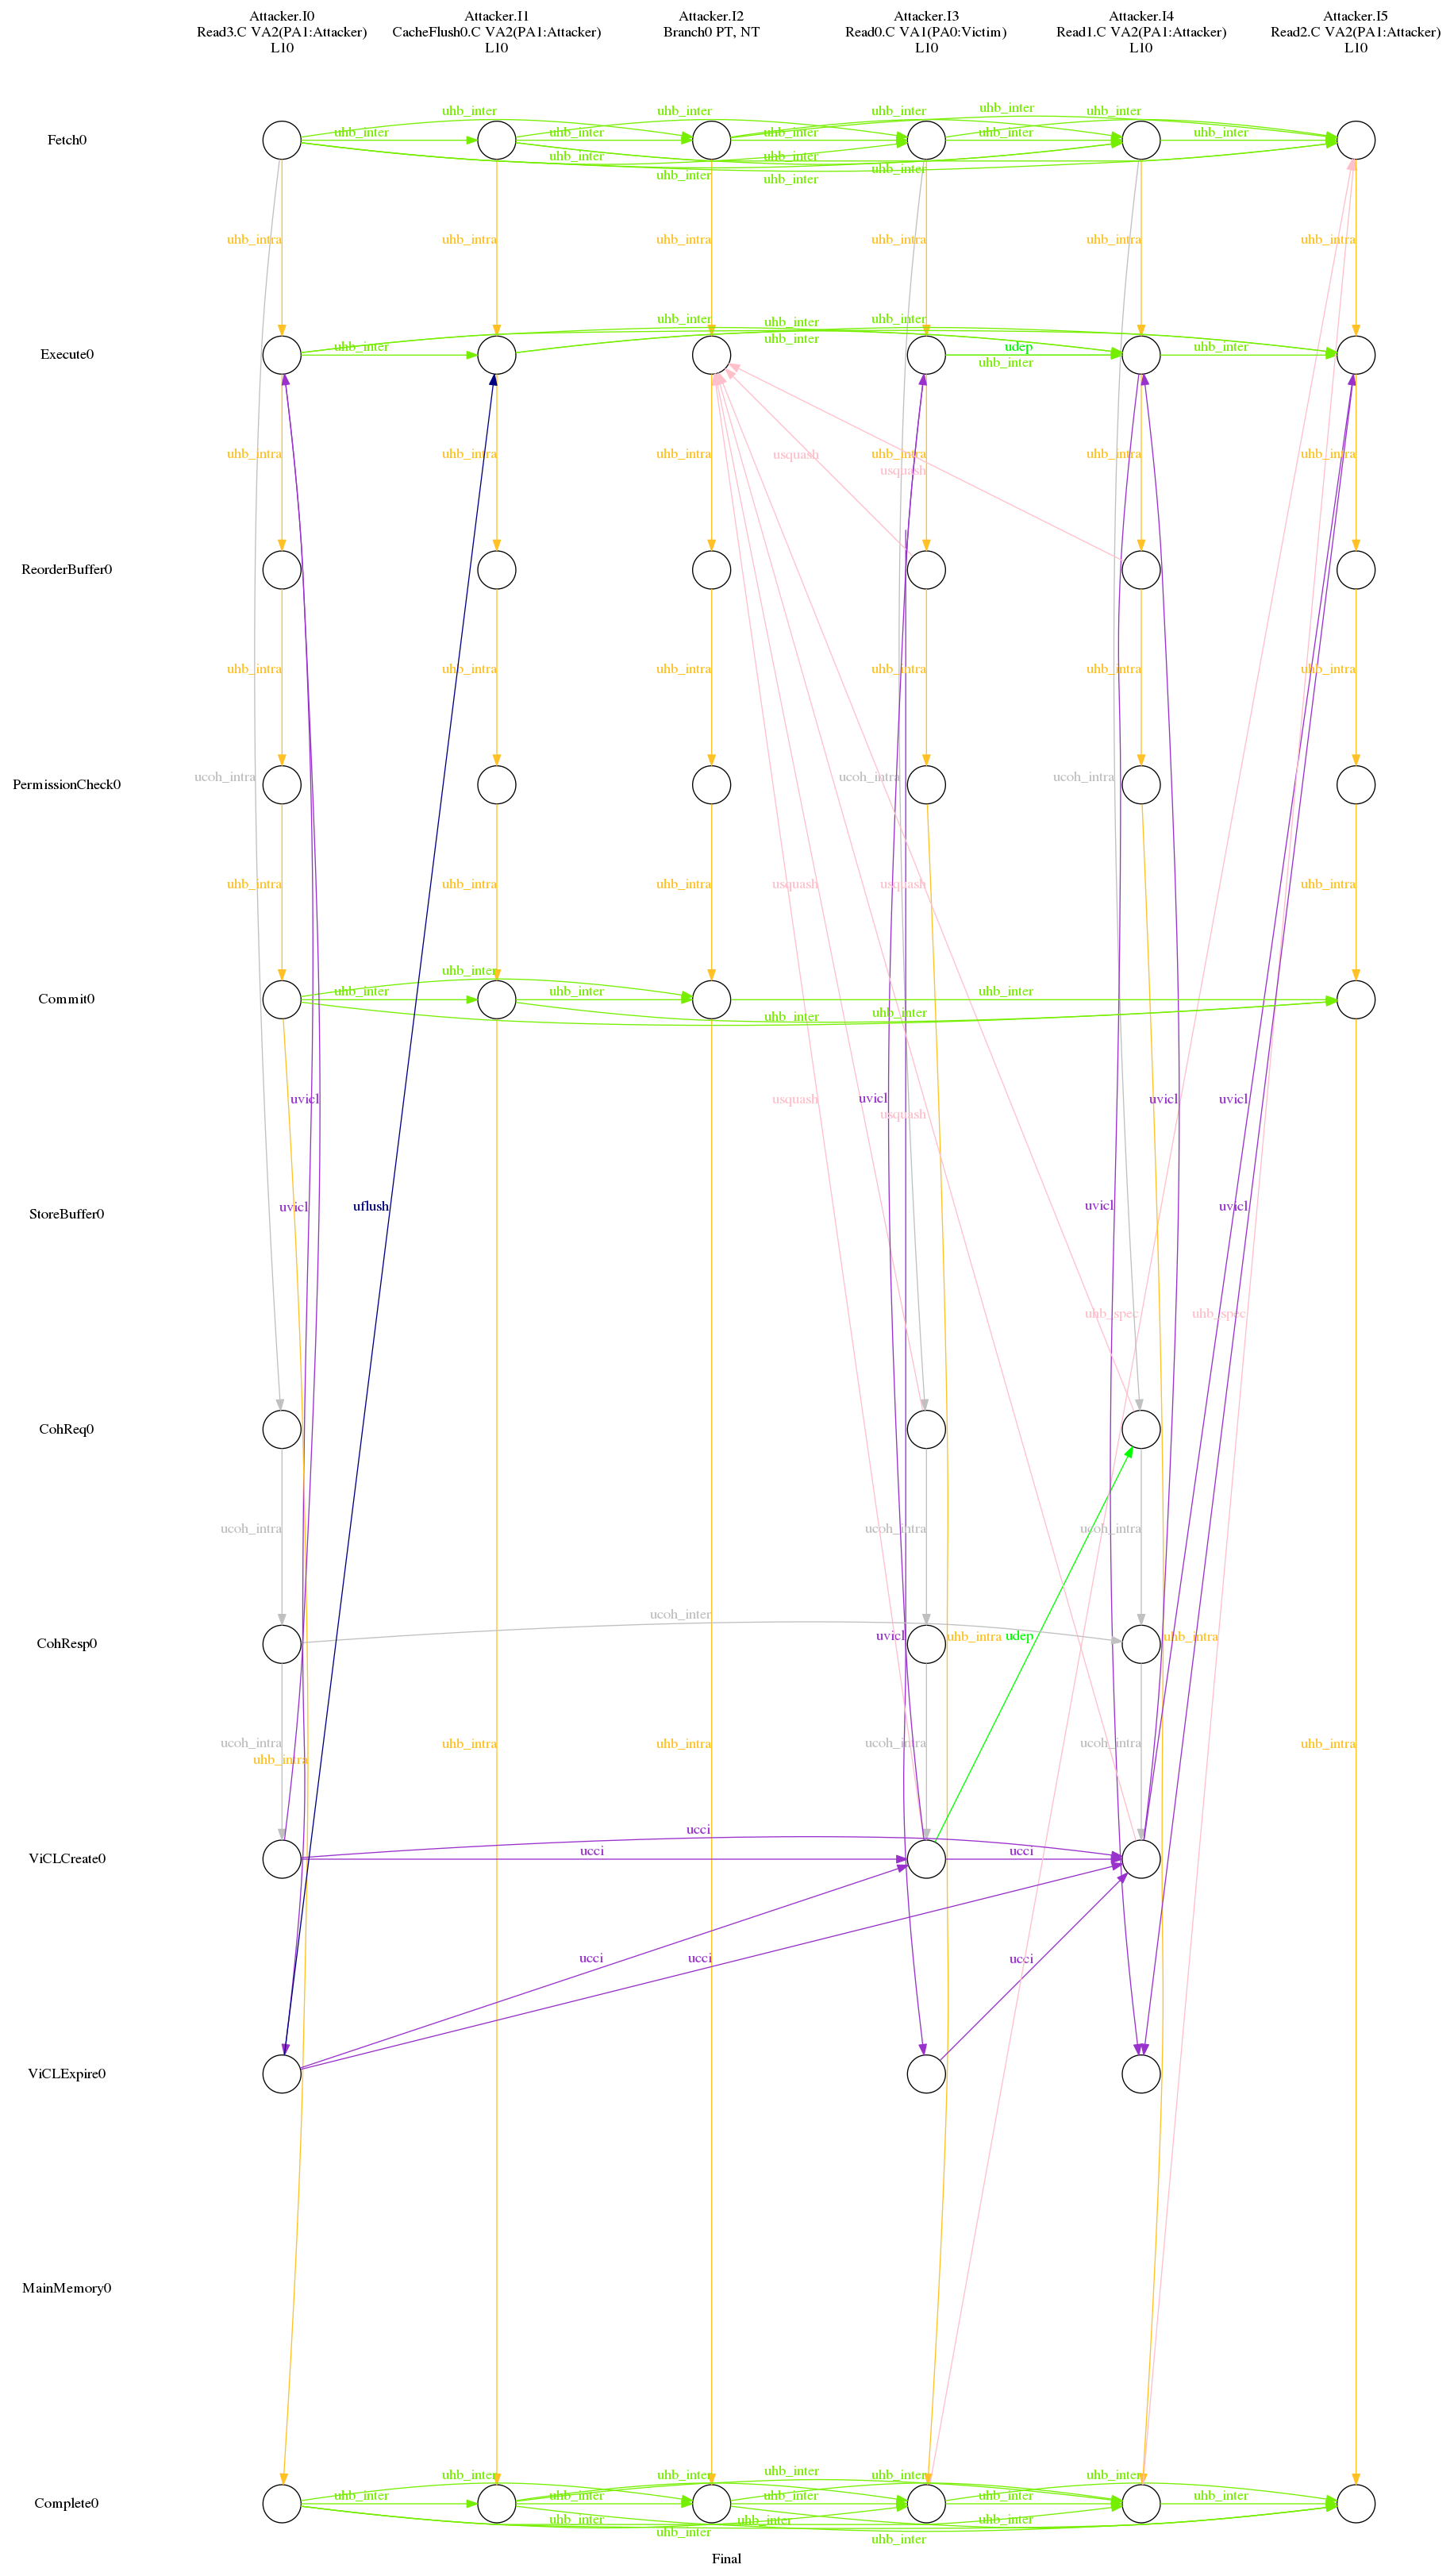 Attacker.I0
Read3.C VA2(PA1:Attacker)
L10
Attacker.I1
CacheFlush0.C VA2(PA1:Attacker)
L10
Attacker.I2
Branch0 PT, NT
Attacker.I3
Read0.C VA1(PA0:Victim)
L10
Attacker.I4
Read1.C VA2(PA1:Attacker)
L10
Attacker.I5
Read2.C VA2(PA1:Attacker)
L10
uhb_inter uhb_inter uhb_inter uhb_inter uhb_inter
Fetch0 uhb_inter uhb_inter uhb_inter uhb_inter uhb_inter
uhb_inter uhb_inter
uhb_inter uhb_inter uhb_inter
uhb_intra uhb_intra uhb_intra uhb_intra uhb_intra uhb_intra
uhb_inter uhb_inter uhb_inter
Execute0 uhb_inter uhb_inter udep uhb_inter
uhb_inter
usquash
uhb_intra uhb_intra uhb_intra uhb_intra uhb_intra uhb_intra
usquash
ReorderBuffer0
uhb_intra uhb_intra uhb_intra uhb_intra uhb_intra uhb_intra
ucoh_intra ucoh_intra ucoh_intra
PermissionCheck0
uhb_intra uhb_intra uhb_intra usquash usquash uhb_intra
uhb_inter
Commit0 uhb_inter uhb_inter uhb_inter
uhb_inter uhb_inter
uvicl usquash uvicl uvicl uvicl
usquash
StoreBuffer0 uvicl uflush uvicl uvicl
uhb_spec uhb_spec
CohReq0
ucoh_intra ucoh_intra ucoh_intra
ucoh_inter
CohResp0 uvicl uhb_intra udep uhb_intra
ucoh_intra uhb_intra uhb_intra ucoh_intra ucoh_intra uhb_intra
uhb_intra
ucci
ViCLCreate0 ucci ucci
ucci ucci ucci
ViCLExpire0
MainMemory0
uhb_inter uhb_inter uhb_inter uhb_inter uhb_inter
Complete0 uhb_inter uhb_inter uhb_inter uhb_inter uhb_inter
uhb_inter uhb_inter
uhb_inter uhb_inter
Final